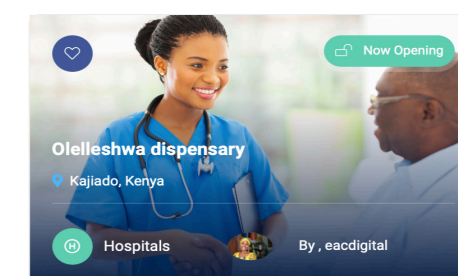 Now Opening
Olelleshwa dispensary
Kajiado, Kenya
Hospitals
By , eacdigital